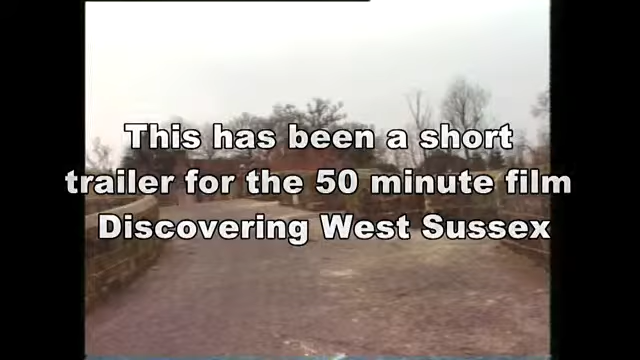 This has been a short
trailer for the 50 minute film
Discovering West Sussex